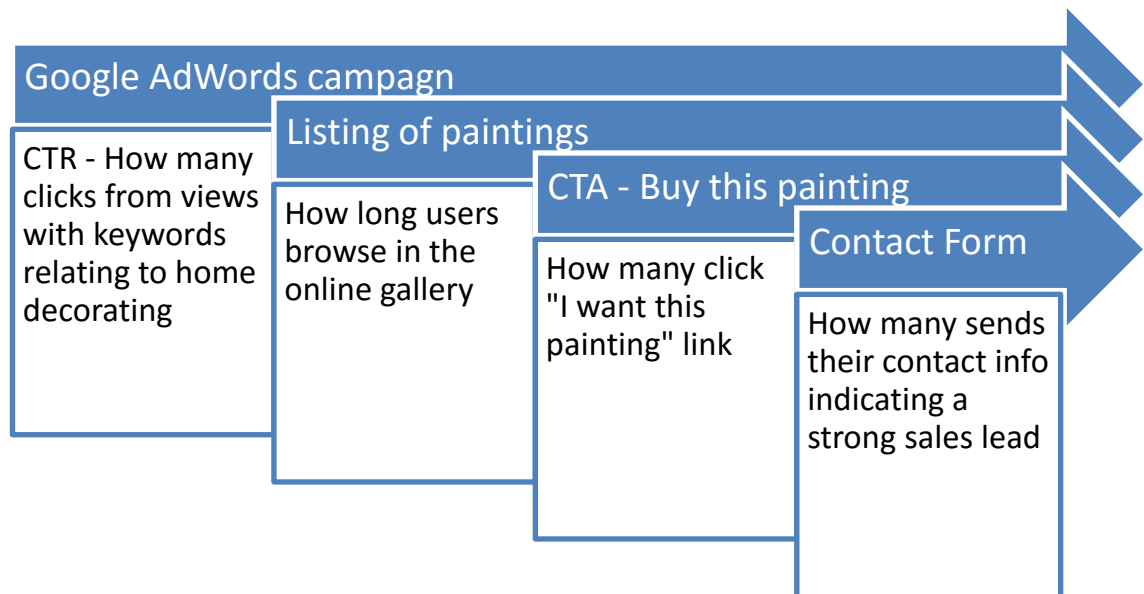 Google AdWords campagn
CTR - How many
clicks from views
with keywords
relating to home
decorating
Listing of paintings
How long users
browse in the
online gallery
CTA - Buy this painting
How many click
"I want this
painting" link
Contact Form
How many sends
their contact info
indicating a
strong sales lead